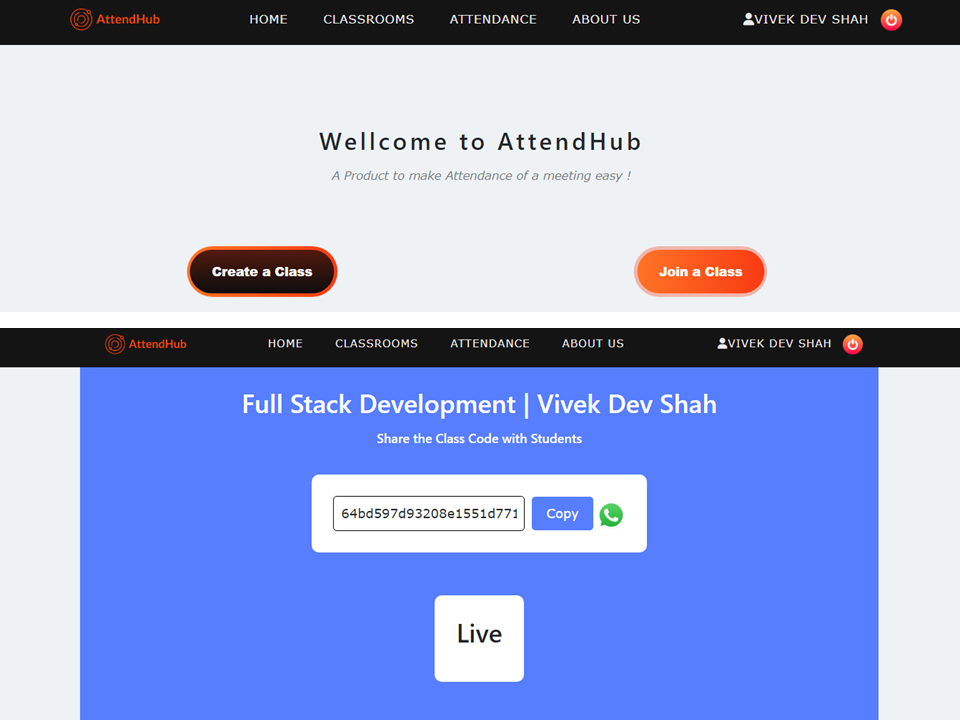 AttendHub HOME CLASSROOMS ATTENDANCE ABOUT US VIVEK DEV SHAH
Wellcome to AttendHub
A Product to make Attendance of a meeting easy !
Create a Class Join a Class
AttendHub HOME CLASSROOMS ATTENDANCE ABOUT US VIVEK DEV SHAH
Full Stack Development | Vivek Dev Shah
Share the Class Code with Students
64bd597d93208e1551d771 Copy
Live